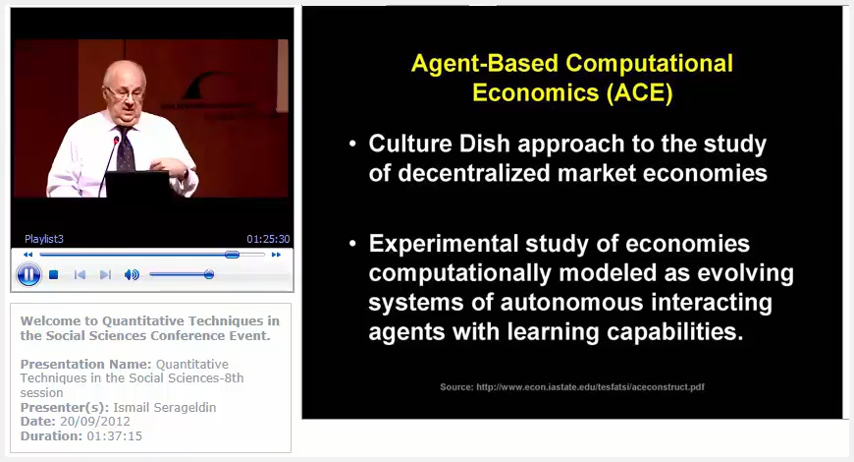 Agent-Based Computational
Economics (ACE)
• Culture Dish approach to the study
of decentralized market economies
• Experimental study of economies
computationally modeled as evolving
systems of autonomous interacting
agents with learning capabilities.
Source: http://www.econ.iastate.edu/tesfatsi/aceconstruct.pdf
Playlist3 01:25:30
Welcome to Quantitative Techniques in
the Social Sciences Conference Event.
Presentation Name: Quantitative
Techniques in the Social Sciences-8th
session
Presenter(s): Ismail Serageldin
Date: 20/09/2012
Duration: 01:37:15